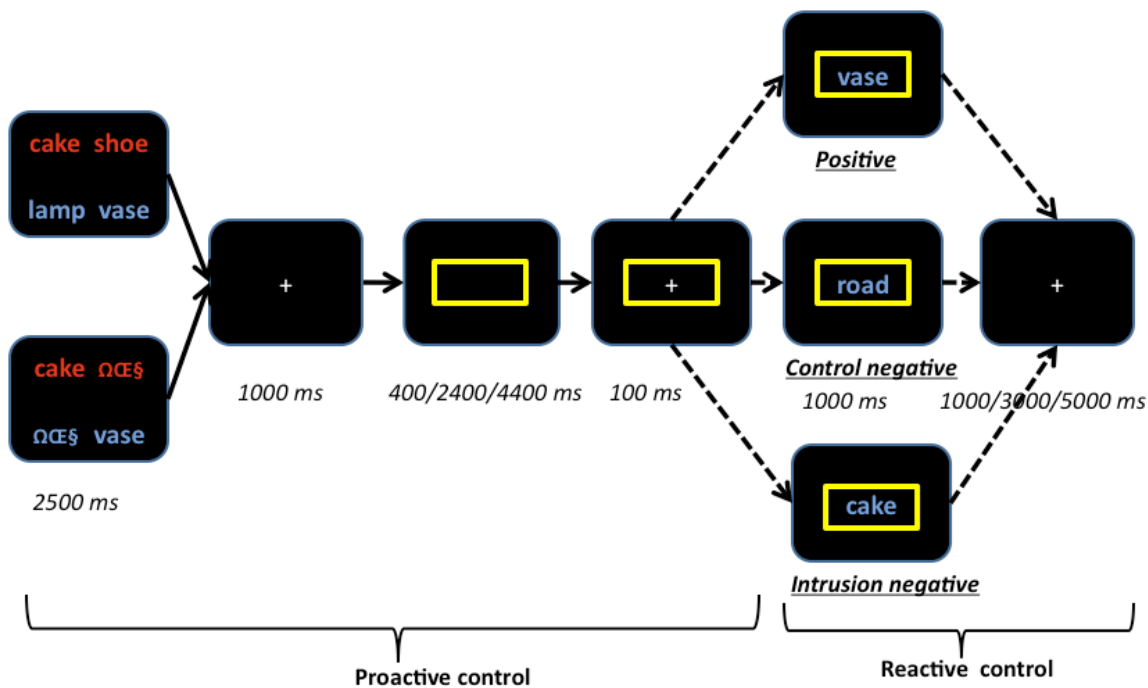 cake shoe
lamp vase
cake ΩŒ§
ΩŒ§ vase
2500 ms
+
1000 ms
400/2400/4400 ms
+
100 ms
vase
Positive
road
Control negative
1000 ms
cake
Intrusion negative
+
1000/3000/5000 ms
Proactive control
Reactive control